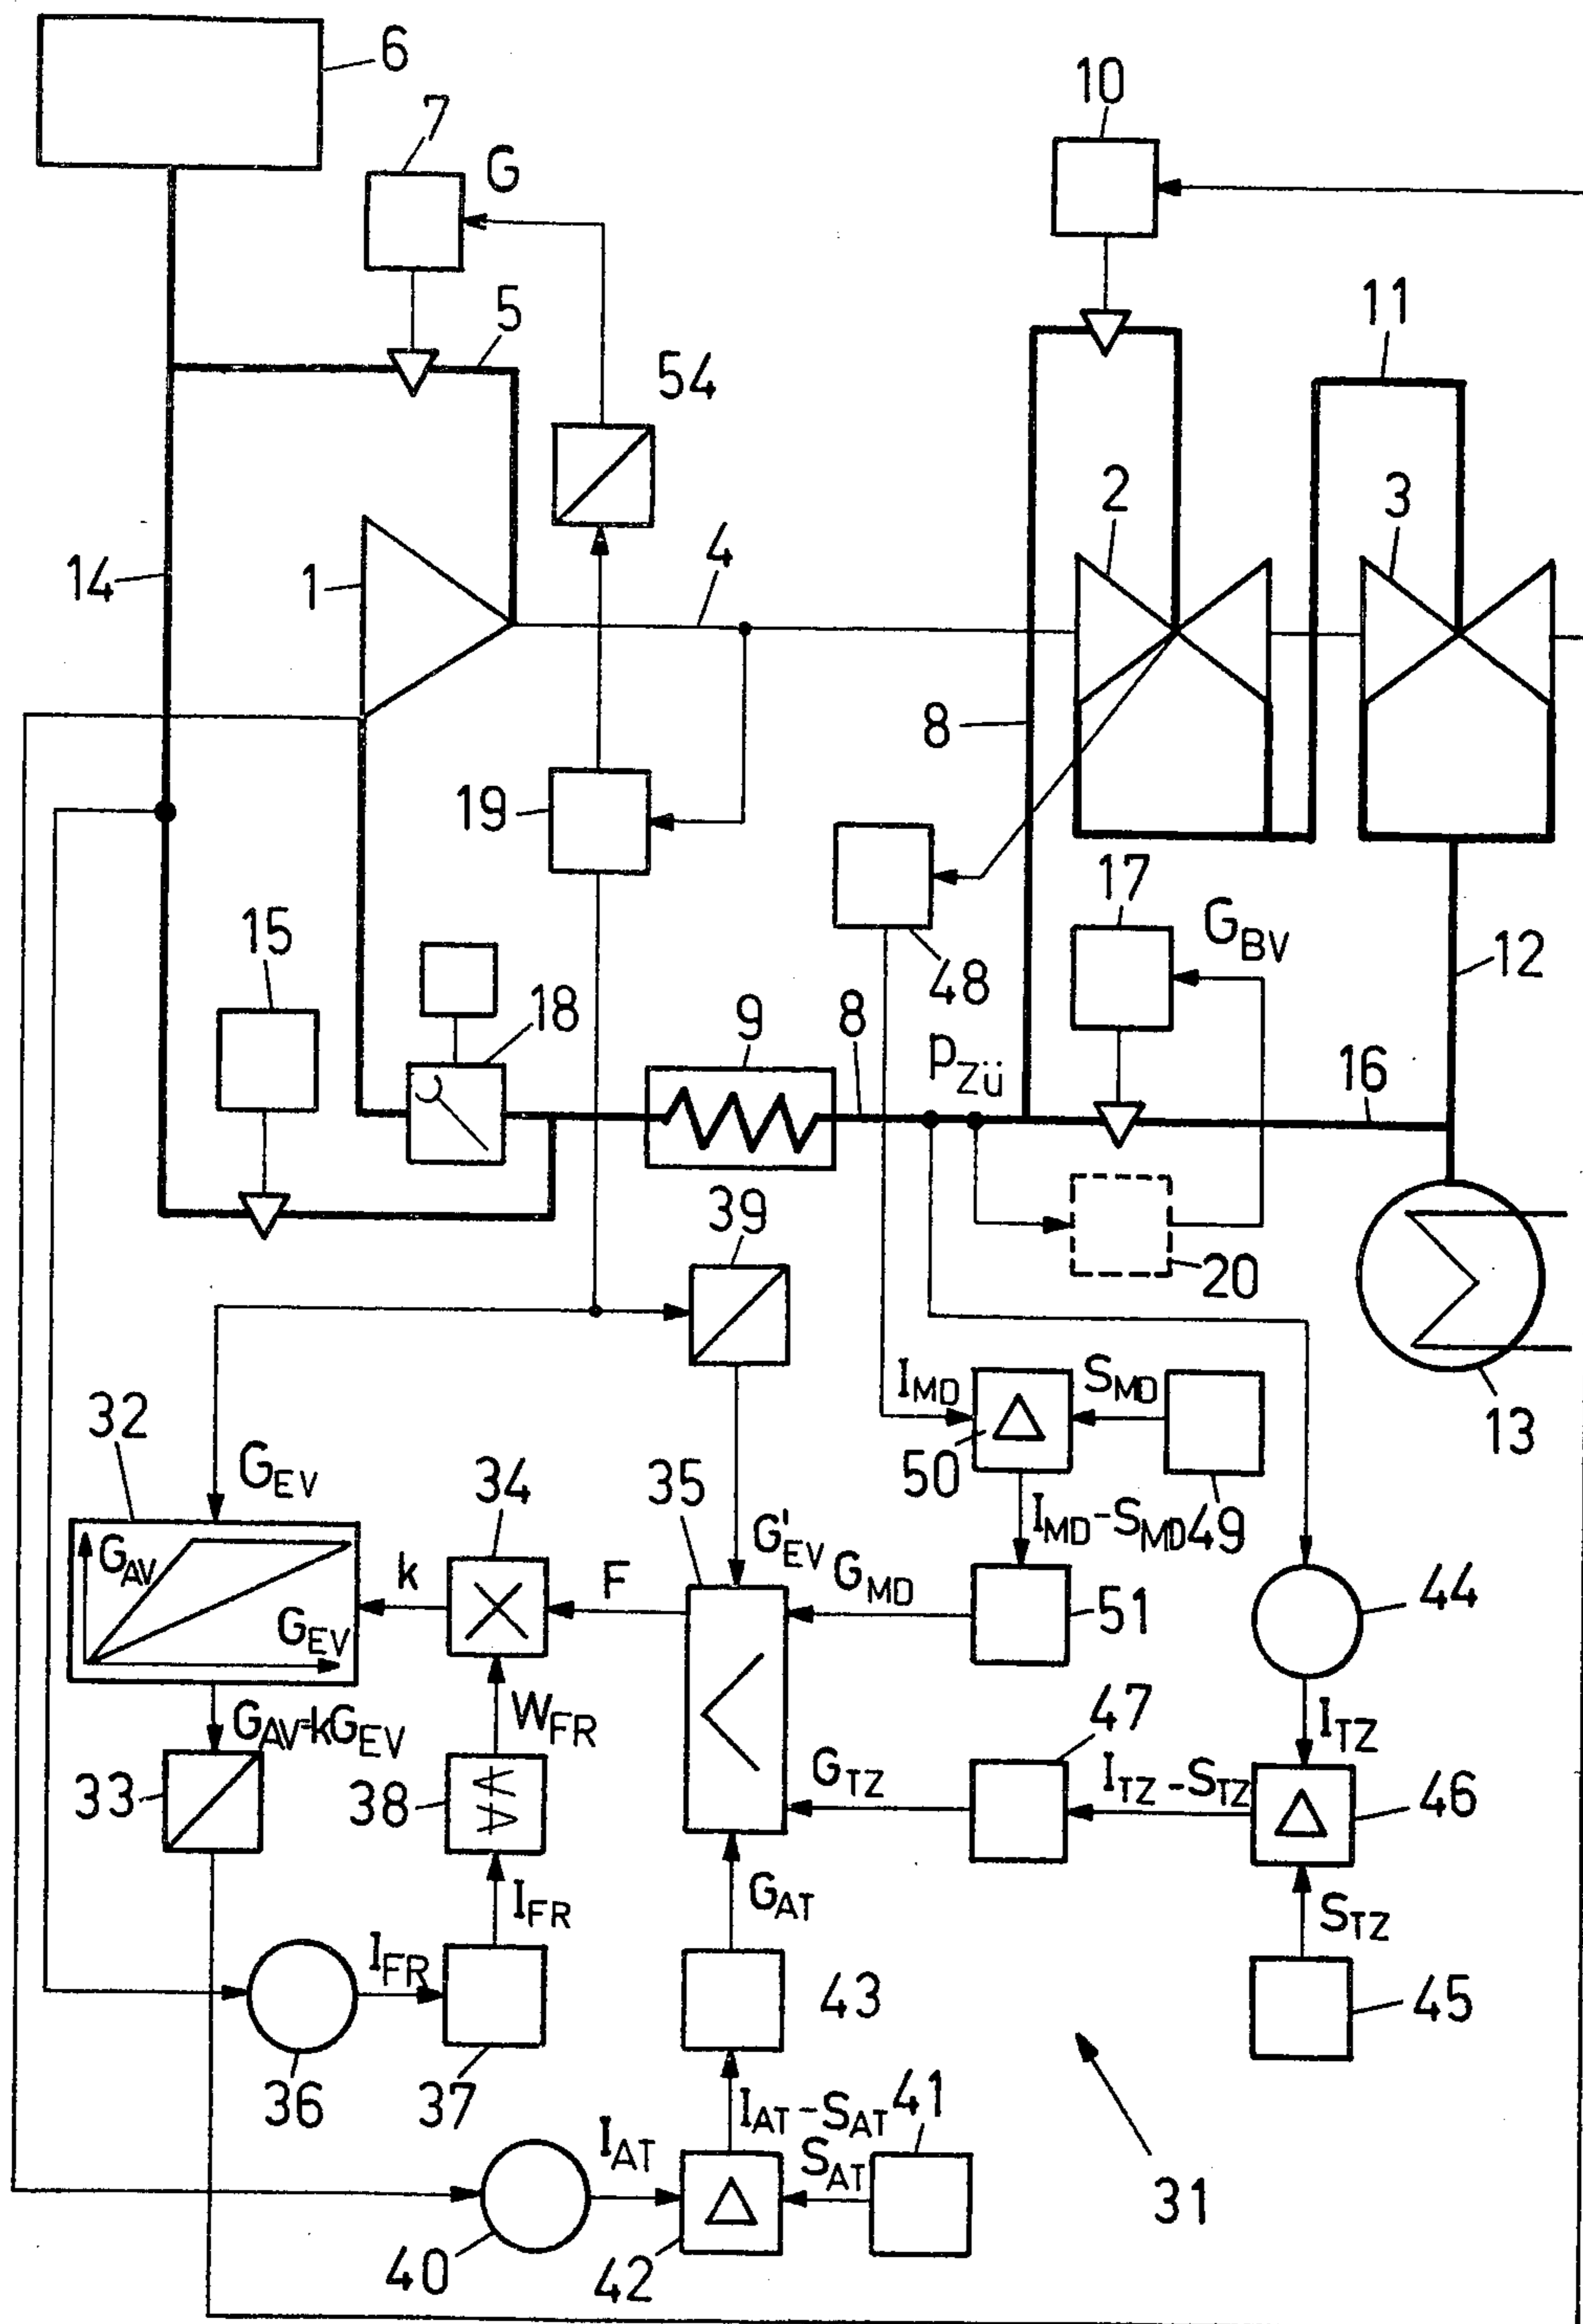 6
7
G
10
5
54
11
2
3
14
1
4
8
19
17
G_BV
15
48
12
18
9
8
p_Zü
16
39
20
13
I_MD
S_MD
50
32
G_EV
34
35
I_MD-S_MD
49
G_AV
G_EV
k
F
G'_EV
G_MD
51
44
G_AV-kG_EV
W_FR
47
I_TZ
33
38
G_TZ
I_TZ-S_TZ
46
I_FR
G_AT
S_TZ
I_FR
43
45
36
37
I_AT-S_AT
41
I_AT
S_AT
31
40
42